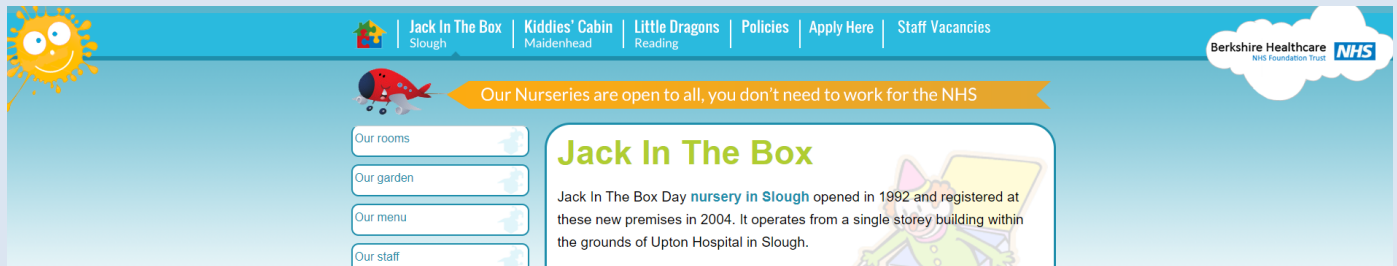 Jack In The Box
Slough
Kiddies' Cabin
Maidenhead
Little Dragons
Reading
Policies
Apply Here
Staff Vacancies
Berkshire Healthcare NHS
NHS Foundation Trust
Our Nurseries are open to all, you don't need to work for the NHS
Our rooms
Our garden
Our menu
Our staff
Jack In The Box
Jack In The Box Day nursery in Slough opened in 1992 and registered at
these new premises in 2004. It operates from a single storey building within
the grounds of Upton Hospital in Slough.